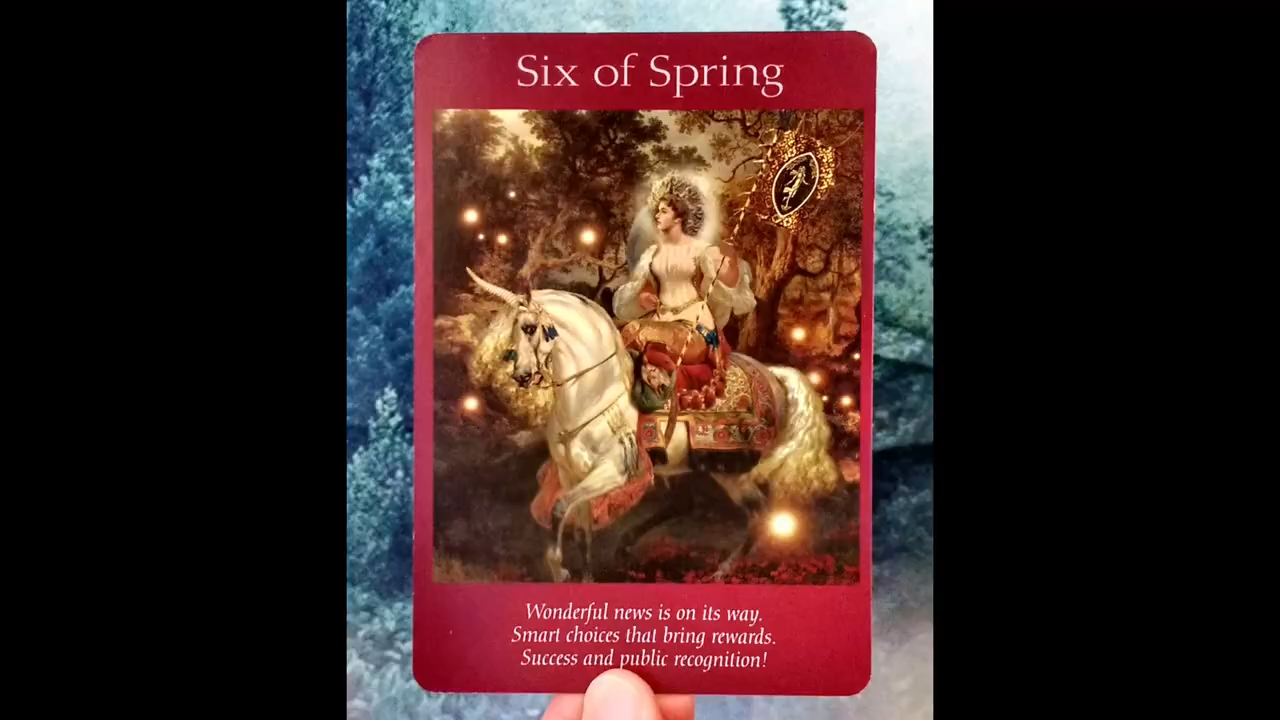 Six of Spring
Wonderful news is on its way.
Smart choices that bring rewards.
Success and public recognition!